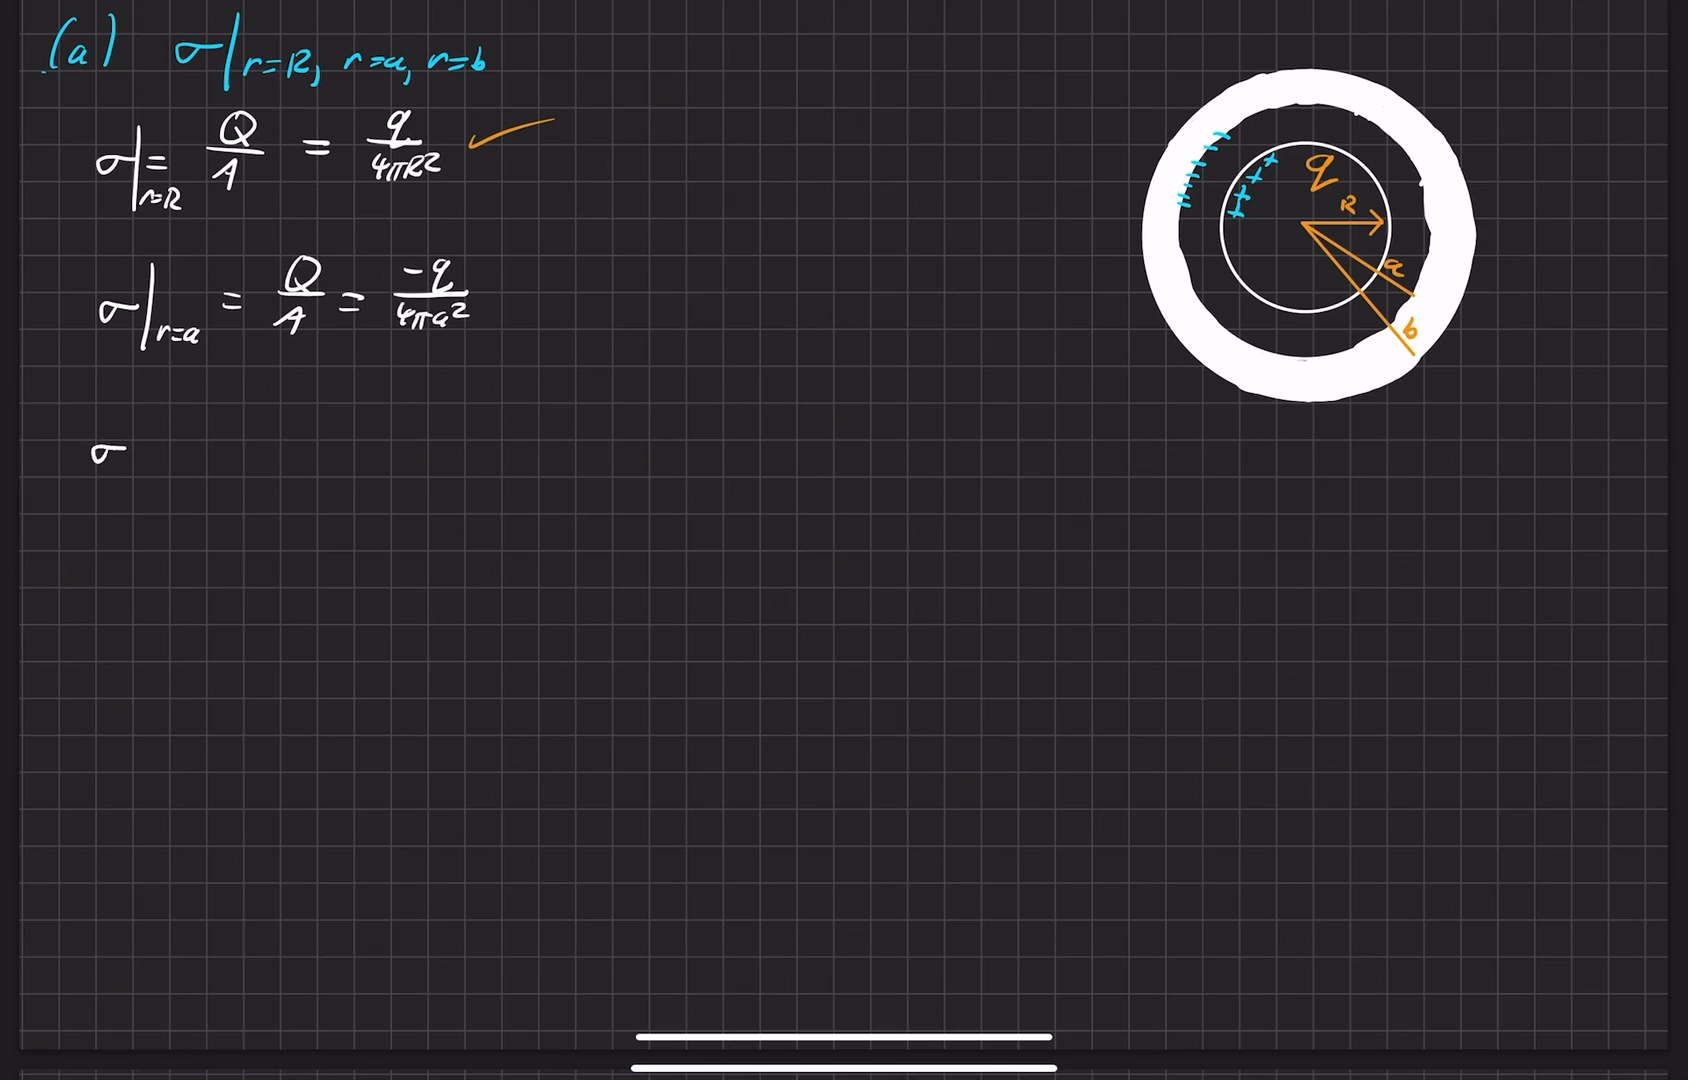 (a) σ|r=R, r=a, r=b
σ|r=R = Q/A = q/4πR²
σ|r=a = Q/A = -q/4πa²
σ
q
R
a
b